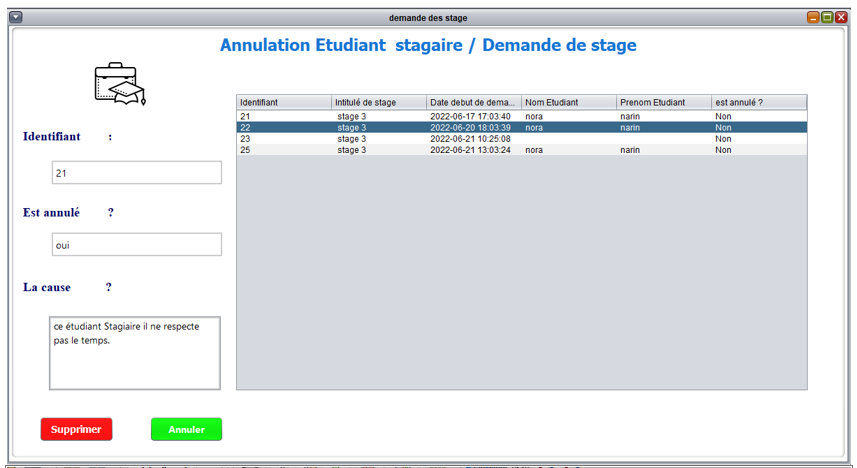 demande des stage
Annulation Etudiant stagaire / Demande de stage
Identifiant :
21
Est annulé ?
oui
La cause ?
ce étudiant Stagiaire il ne respecte
pas le temps.
Supprimer Annuler
Identifiant Intitulé de stage Date debut de dema... Nom Etudiant Prenom Etudiant est annulé ?
21 stage 3 2022-06-17 17:03:40 nora narin Non
22 stage 3 2022-06-20 18:03:39 nora narin Non
23 stage 3 2022-06-21 10:25:08 Non
25 stage 3 2022-06-21 13:03:24 nora narin Non